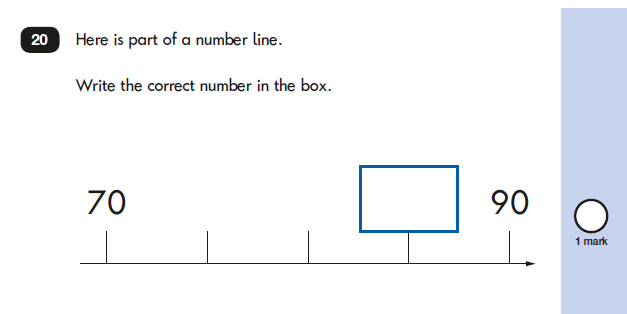 20 Here is part of a number line.
Write the correct number in the box.
70 90
1 mark